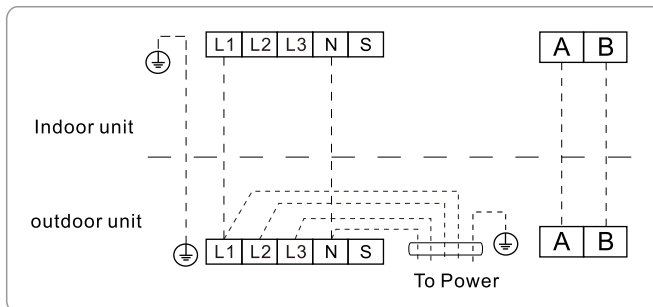 L1 L2 L3 N S A B
Indoor unit
outdoor unit
L1 L2 L3 N S A B
To Power